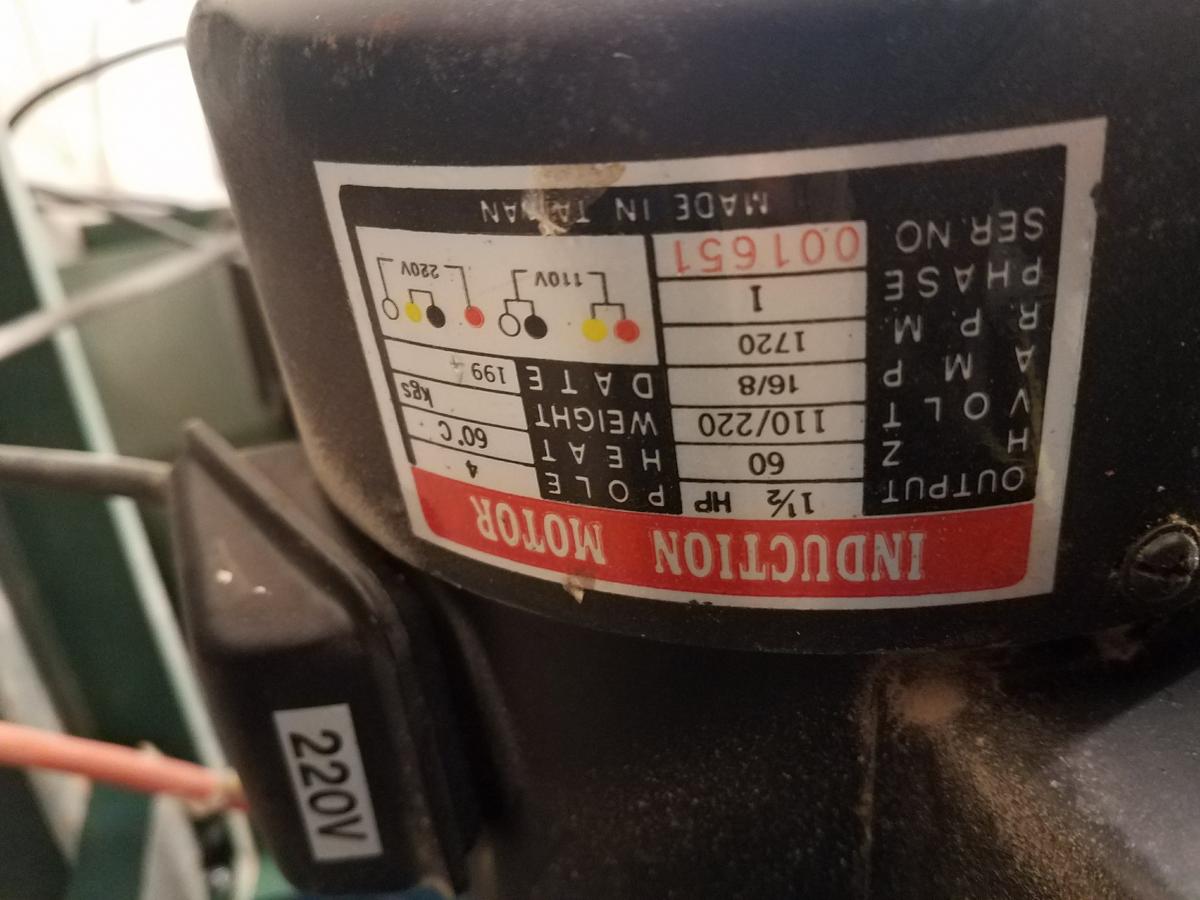 INDUCTION MOTOR
OUTPUT 1½ HP POLE 4
HZ 60 HEAT 60°C
VOLT 110/220 WEIGHT kgs
AMP 16/8 DATE 199
R.P.M. 1720
PHASE 1 110V 220V
SER.NO 001651
MADE IN TAIWAN
220V